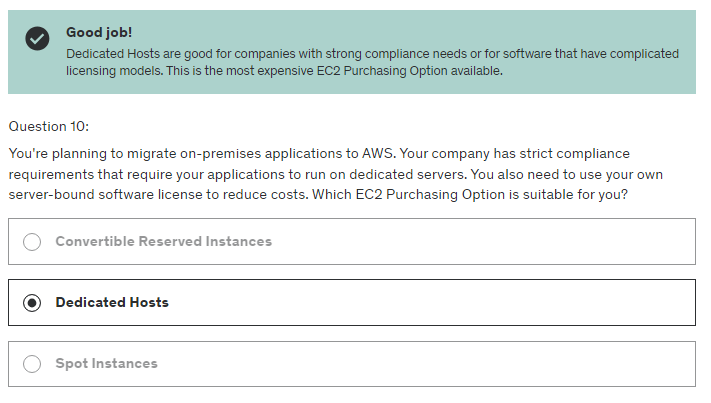 Good job!
Dedicated Hosts are good for companies with strong compliance needs or for software that have complicated
licensing models. This is the most expensive EC2 Purchasing Option available.
Question 10:
You're planning to migrate on-premises applications to AWS. Your company has strict compliance
requirements that require your applications to run on dedicated servers. You also need to use your own
server-bound software license to reduce costs. Which EC2 Purchasing Option is suitable for you?
Convertible Reserved Instances
Dedicated Hosts
Spot Instances